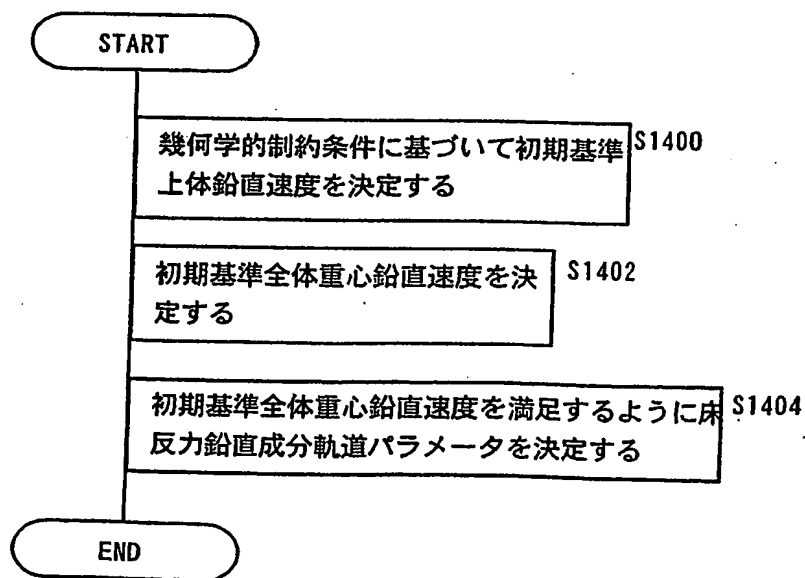 START
幾何学的制約条件に基づいて初期基準
上体鉛直速度を決定する
S1400
初期基準全体重心鉛直速度を決
定する
S1402
初期基準全体重心鉛直速度を満足するように床
反力鉛直成分軌道パラメータを決定する
S1404
END